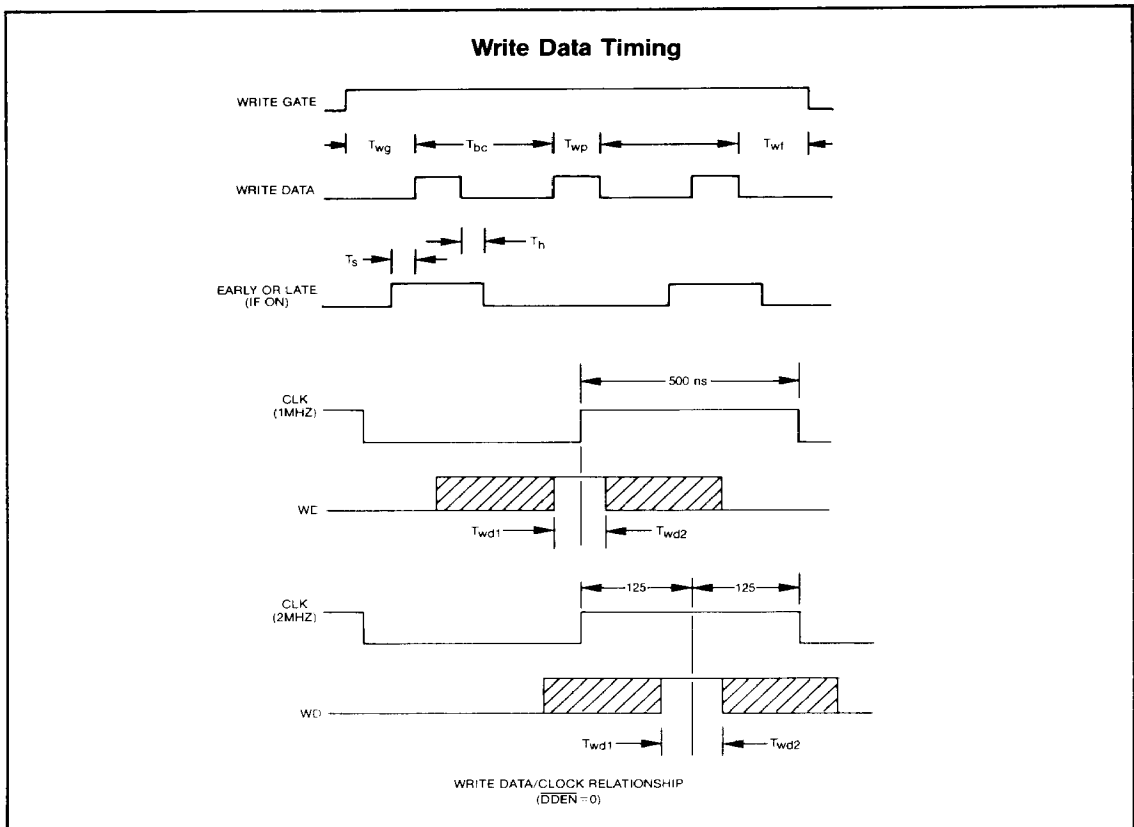 Write Data Timing
WRITE GATE
Twg
Tbc
Twp
Twf
WRITE DATA
Th
Ts
EARLY OR LATE
(IF ON)
500 ns
CLK
(1MHZ)
WD
Twd1
Twd2
125
125
CLK
(2MHZ)
WD
Twd1
Twd2
WRITE DATA/CLOCK RELATIONSHIP
(D̅D̅E̅N̅=0)